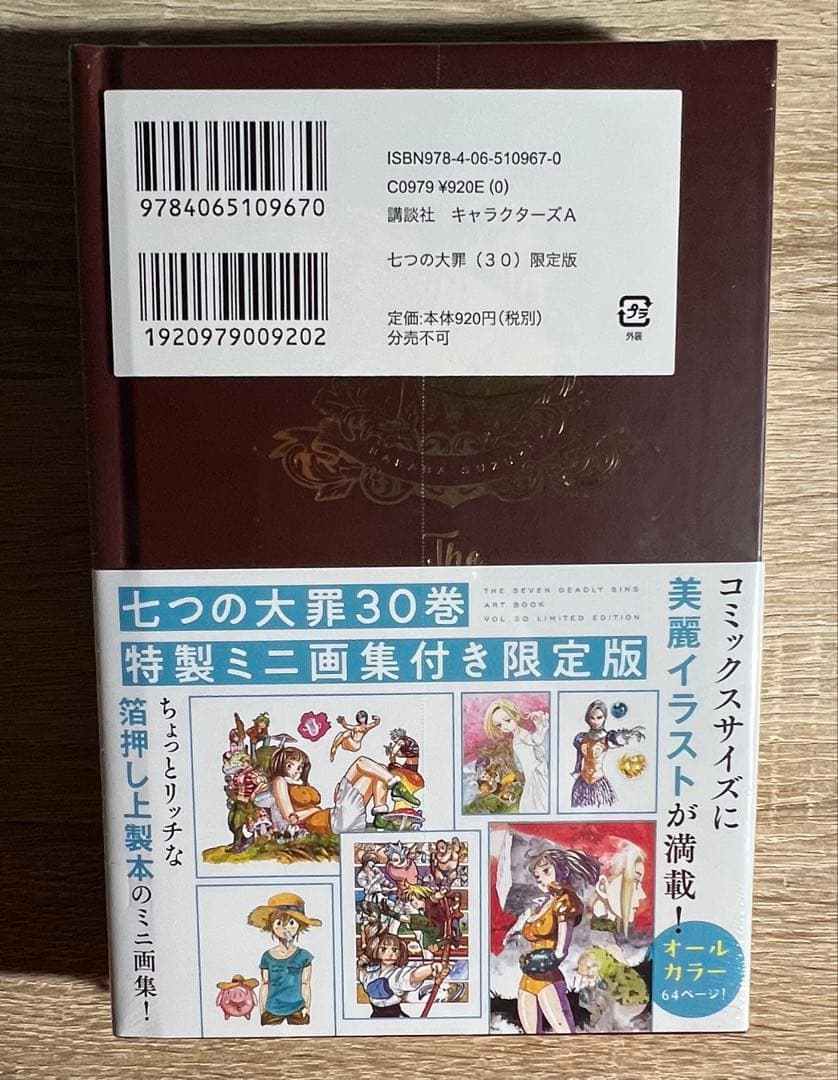 9784065109670
ISBN978-4-06-510967-0
C0979 ¥920E (0)
講談社 キャラクターズA
七つの大罪（30）限定版
1920979009202
定価:本体920円(税別)
分売不可
プラ
外装
The
七つの大罪30巻
特製ミニ画集付き限定版
THE SEVEN DEADLY SINS
ART BOOK
VOL.30 LIMITED EDITION
コミックスサイズに
美麗イラストが満載！
ちょっとリッチな
箔押し上製本のミニ画集！
オール
カラー
64ページ！